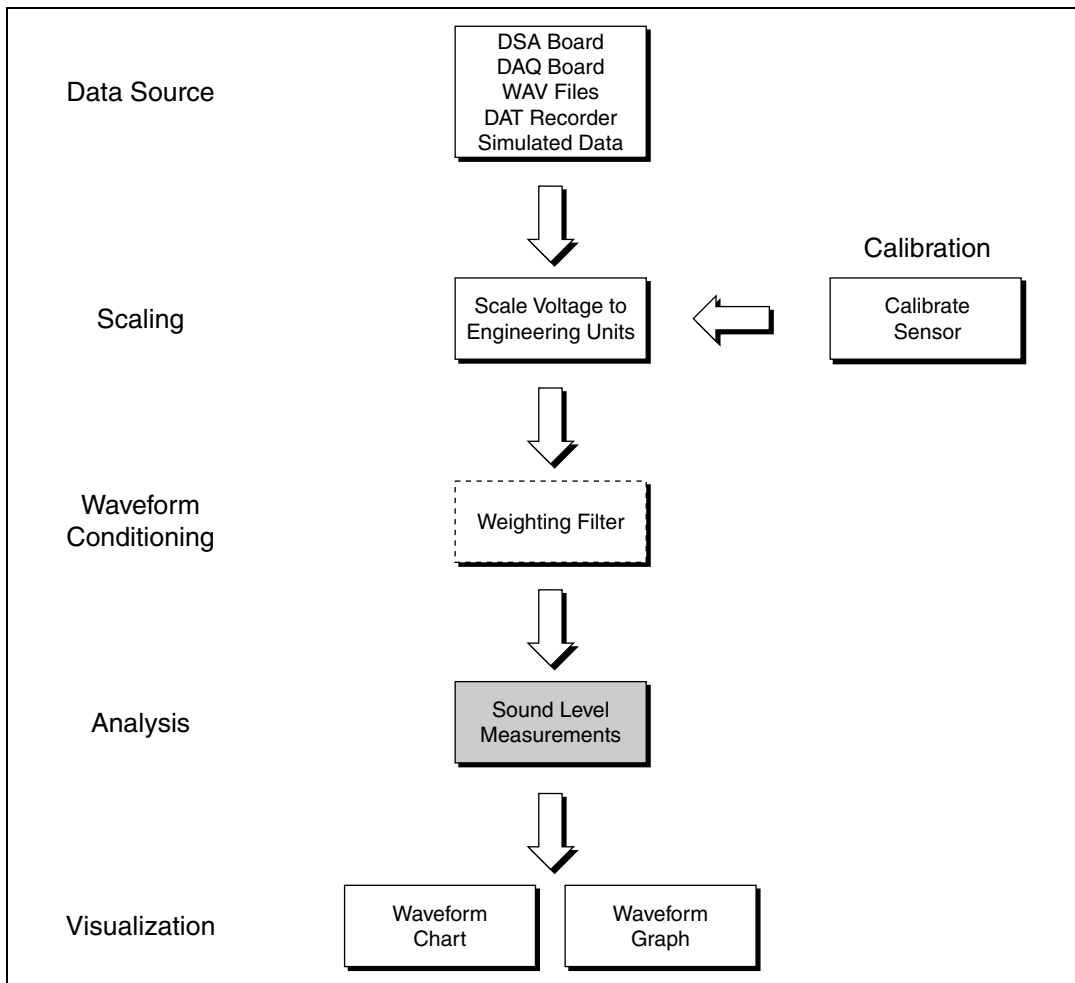 Data Source
DSA Board
DAQ Board
WAV Files
DAT Recorder
Simulated Data
Calibration
Scaling
Scale Voltage to
Engineering Units
Calibrate
Sensor
Waveform
Conditioning
Weighting Filter
Analysis
Sound Level
Measurements
Visualization
Waveform
Chart
Waveform
Graph